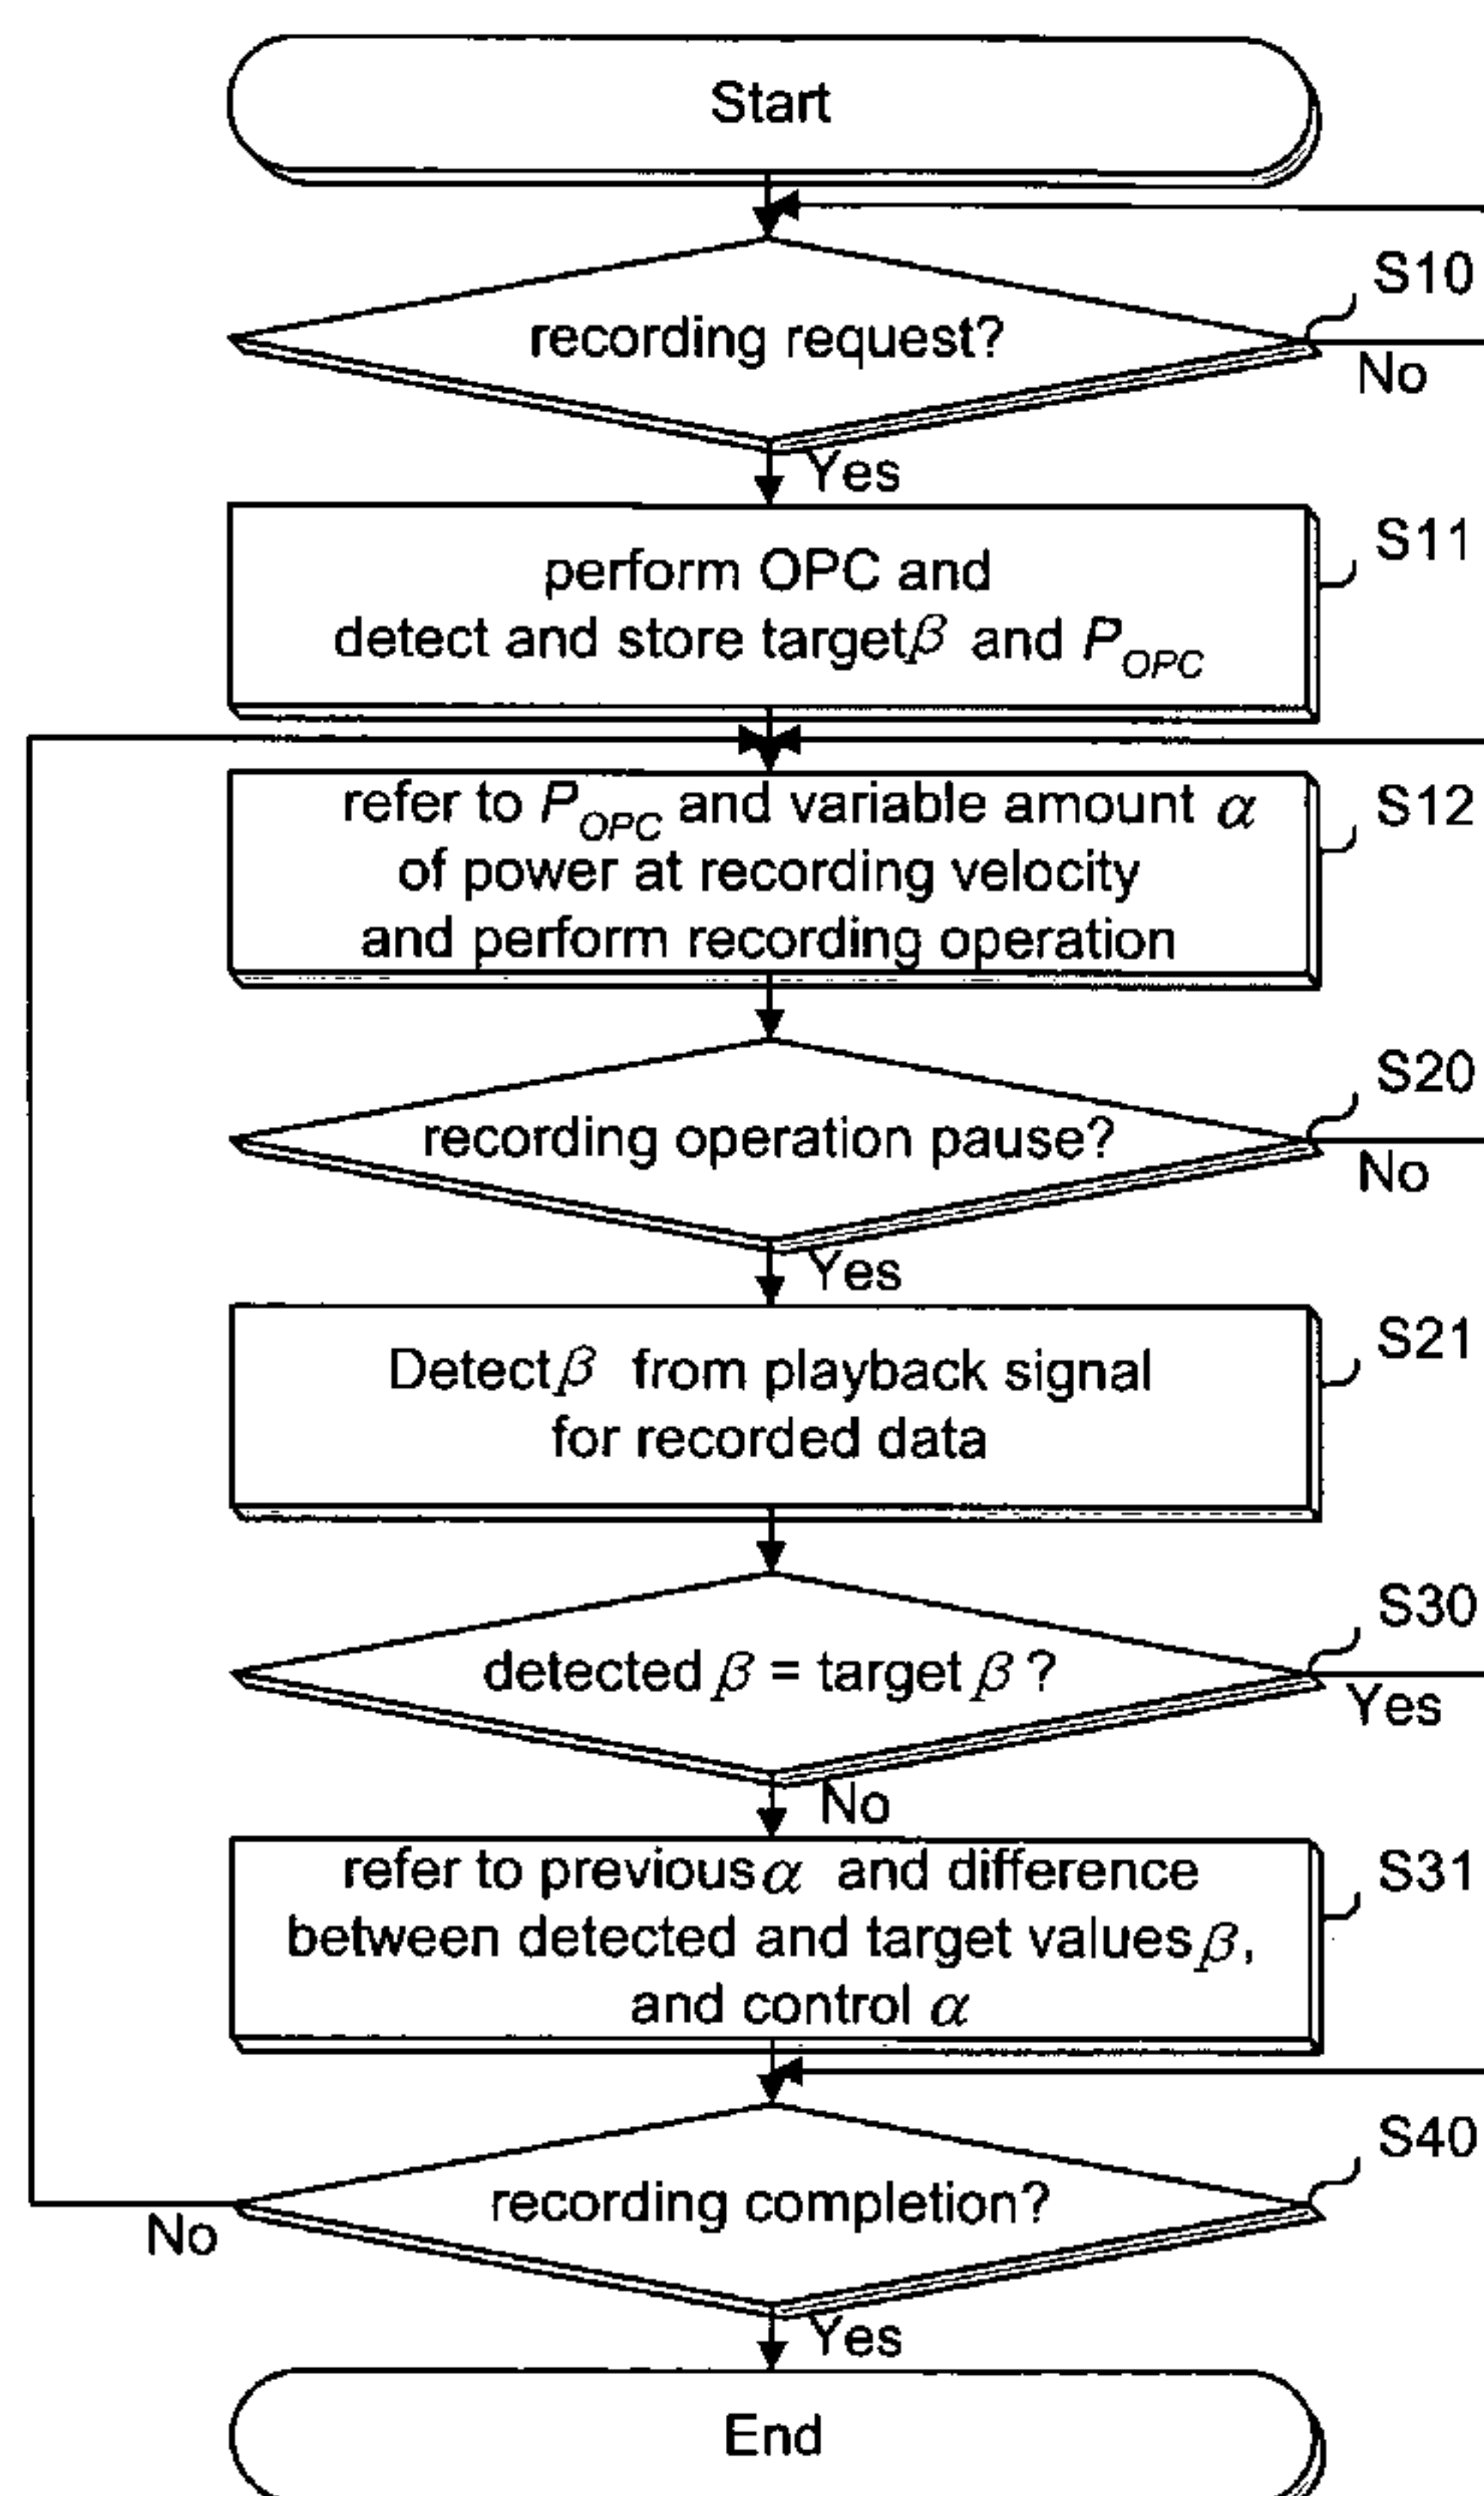 Start
S10
recording request?
No
Yes
S11
perform OPC and
detect and store target β and P_OPC
S12
refer to P_OPC and variable amount α
of power at recording velocity
and perform recording operation
S20
recording operation pause?
No
Yes
S21
Detect β from playback signal
for recorded data
S30
detected β = target β ?
Yes
No
S31
refer to previous α and difference
between detected and target values β,
and control α
S40
recording completion?
No
Yes
End